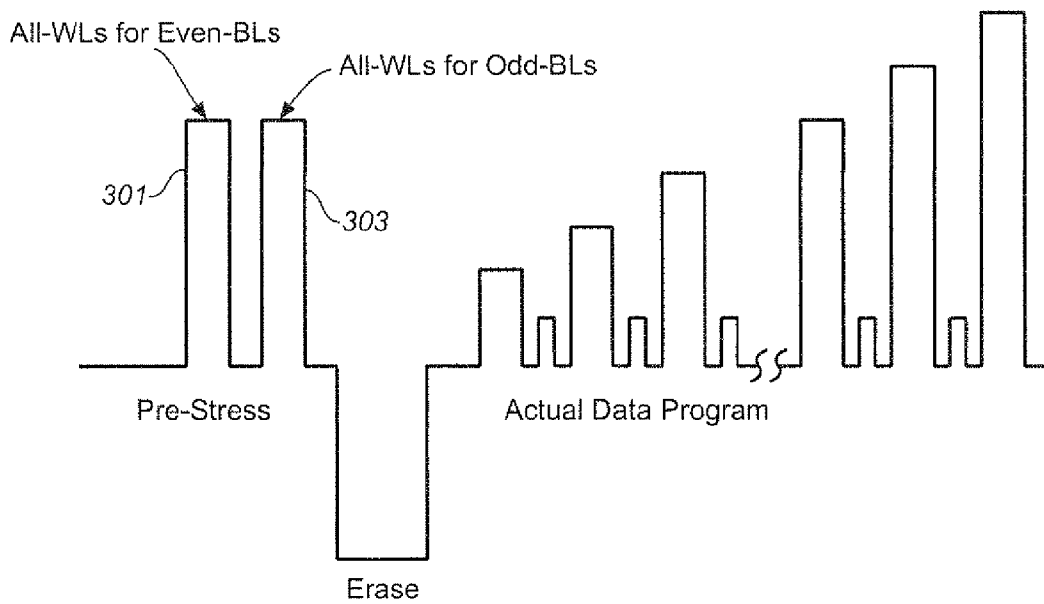 All-WLs for Even-BLs
All-WLs for Odd-BLs
301
303
Pre-Stress
Actual Data Program
Erase